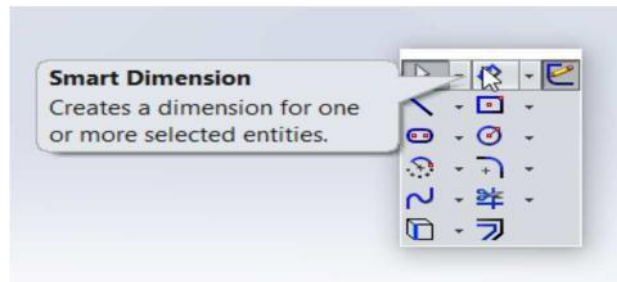 Smart Dimension
Creates a dimension for one
or more selected entities.